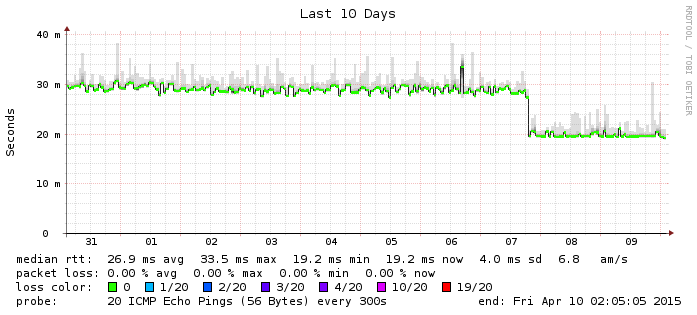 Last 10 Days
RRDTOOL / TOBI OETIKER
40 m
30 m
20 m
10 m
0
Seconds
31 01 02 03 04 05 06 07 08 09
median rtt: 26.9 ms avg 33.5 ms max 19.2 ms min 19.2 ms now 4.0 ms sd 6.8 am/s
packet loss: 0.00 % avg 0.00 % max 0.00 % min 0.00 % now
loss color: 0 1/20 2/20 3/20 4/20 10/20 19/20
probe: 20 ICMP Echo Pings (56 Bytes) every 300s end: Fri Apr 10 02:05:05 2015